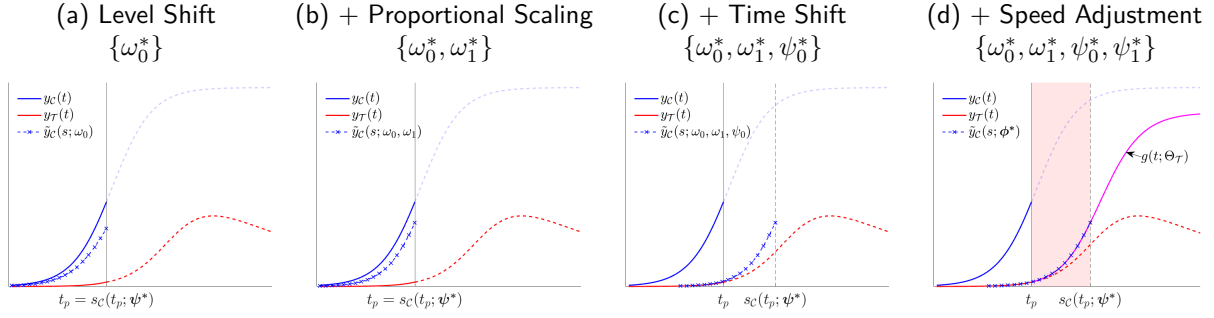 (a) Level Shift
{ω₀*}
y_C(t)
y_T(t)
ỹ_C(s; ω₀)
t_p = s_C(t_p; ψ*)
(b) + Proportional Scaling
{ω₀*, ω₁*}
y_C(t)
y_T(t)
ỹ_C(s; ω₀, ω₁)
t_p = s_C(t_p; ψ*)
(c) + Time Shift
{ω₀*, ω₁*, ψ₀*}
y_C(t)
y_T(t)
ỹ_C(s; ω₀, ω₁, ψ₀)
t_p s_C(t_p; ψ*)
(d) + Speed Adjustment
{ω₀*, ω₁*, ψ₀*, ψ₁*}
y_C(t)
y_T(t)
ỹ_C(s; ϕ*)
g(t; Θ_T)
t_p s_C(t_p; ψ*)